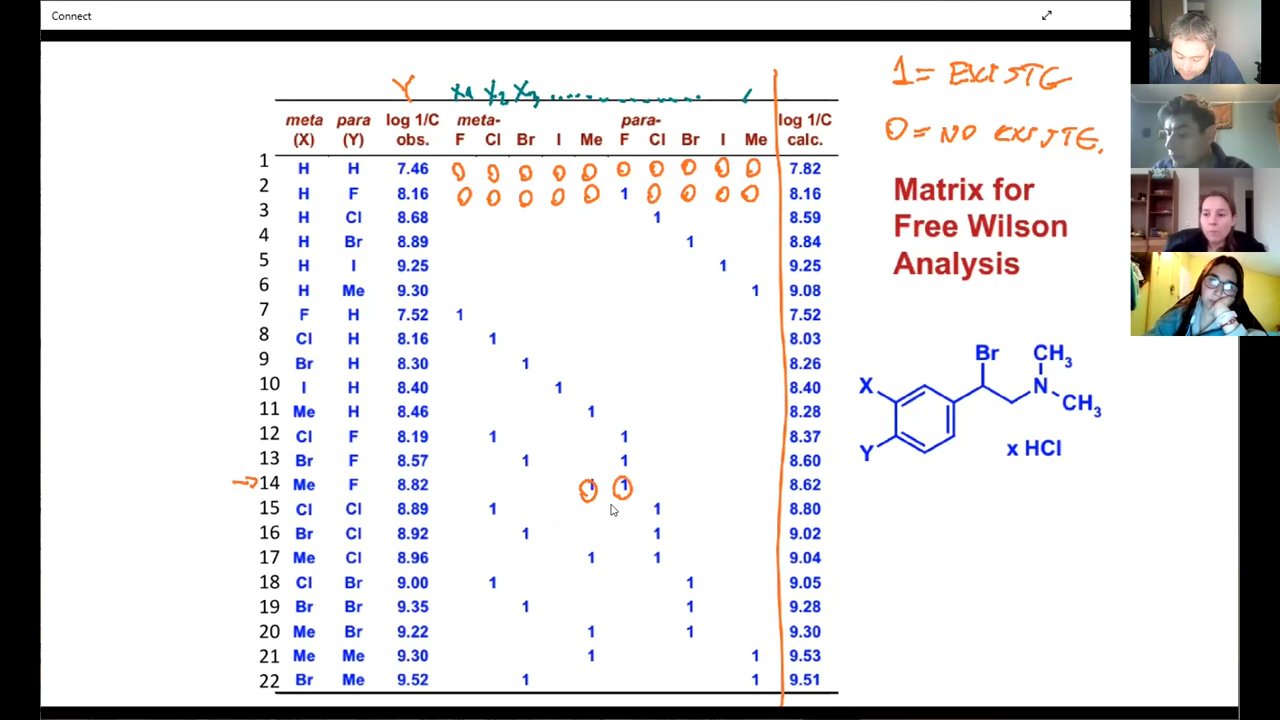 Connect
Y X1 X2 X3
meta para log 1/C meta- para- log 1/C
(X) (Y) obs. F Cl Br I Me F Cl Br I Me calc.
1 H H 7.46 0 0 0 0 0 0 0 0 0 0 7.82
2 H F 8.16 0 0 0 0 0 1 0 0 0 0 8.16
3 H Cl 8.68 1 8.59
4 H Br 8.89 1 8.84
5 H I 9.25 1 9.25
6 H Me 9.30 1 9.08
7 F H 7.52 1 7.52
8 Cl H 8.16 1 8.03
9 Br H 8.30 1 8.26
10 I H 8.40 1 8.40
11 Me H 8.46 1 8.28
12 Cl F 8.19 1 1 8.37
13 Br F 8.57 1 1 8.60
14 Me F 8.82 1 1 8.62
15 Cl Cl 8.89 1 1 8.80
16 Br Cl 8.92 1 1 9.02
17 Me Cl 8.96 1 1 9.04
18 Cl Br 9.00 1 1 9.05
19 Br Br 9.35 1 1 9.28
20 Me Br 9.22 1 1 9.30
21 Me Me 9.30 1 1 9.53
22 Br Me 9.52 1 1 9.51
1 = EXISTE
0 = NO EXISTE.
Matrix for
Free Wilson
Analysis
Br CH3
X N
CH3
Y x HCl